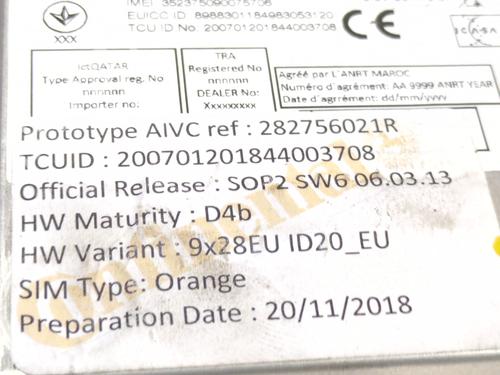 IMEI 352375090075708
EUICC ID 89883011849830531​20
TCU ID No. 200701201844003708
XXX
ICASA
ictQATAR
Type Approval reg. No
nnnnnn
Importer no:
TRA
Registered No
nnnnnn
DEALER No:
Xxxxxxxxx
Agréé par L'ANRT MAROC
Numéro d'agrément: AA 9999 ANRT YEAR
Date d'agrrément: dd/mm/yyyy
Prototype AIVC ref : 282756021R
TCUID : 200701201844003708
Official Release : SOP2 SW6 06.03.13
HW Maturity : D4b
HW Variant : 9x28EU ID20_EU
SIM Type: Orange
Preparation Date : 20/11/2018
Continental